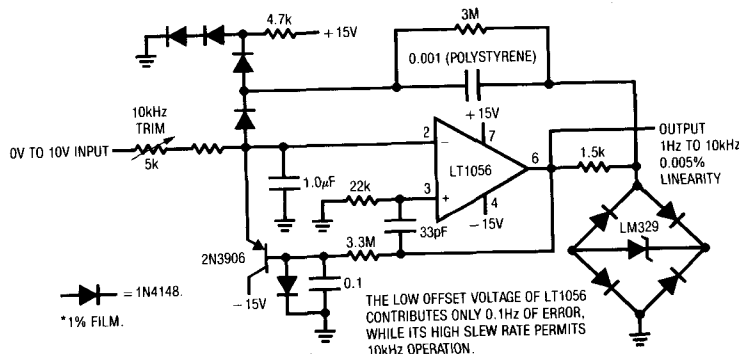 4.7k
+15V
3M
0.001 (POLYSTYRENE)
10kHz
TRIM
+15V
7
0V TO 10V INPUT
5k
2
−
LT1056
6
1.5k
OUTPUT
1Hz TO 10kHz
0.005%
LINEARITY
1.0µF
22k
3
+
4
−15V
33pF
LM329
2N3906
3.3M
−15V
0.1
= 1N4148.
*1% FILM.
THE LOW OFFSET VOLTAGE OF LT1056
CONTRIBUTES ONLY 0.1Hz OF ERROR,
WHILE ITS HIGH SLEW RATE PERMITS
10kHz OPERATION.